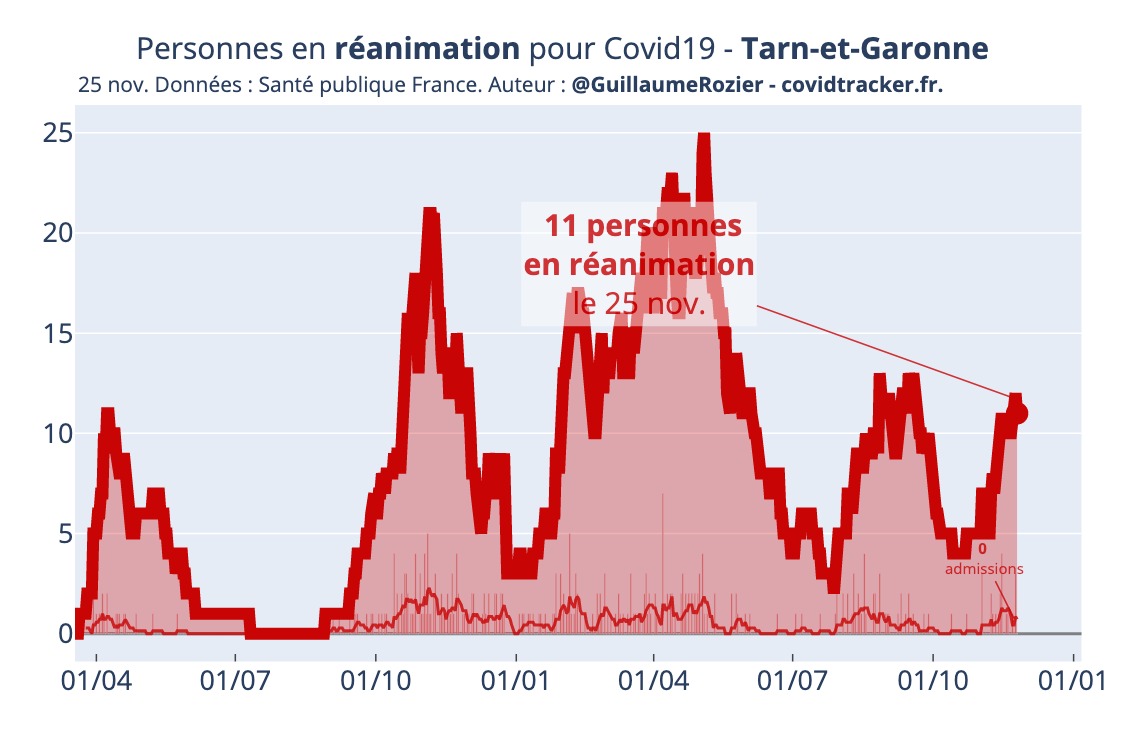 Personnes en réanimation pour Covid19 - Tarn-et-Garonne
25 nov. Données : Santé publique France. Auteur : @GuillaumeRozier - covidtracker.fr.
25
20
15
10
5
0
11 personnes
en réanimation
le 25 nov.
0
admissions
01/04
01/07
01/10
01/01
01/04
01/07
01/10
01/01